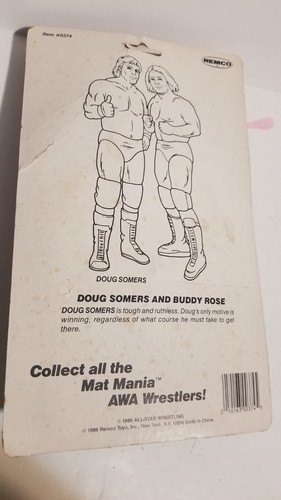 Item #0374
REMCO
DOUG SOMERS
DOUG SOMERS AND BUDDY ROSE
DOUG SOMERS is tough and ruthless. Doug's only motive is
winning, regardless of what course he must take to get
there.
Collect all the
Mat Mania™
AWA Wrestlers!
© 1986 ALL-STAR WRESTLING
© 1986 Remco Toys, Inc., New York, N.Y. 10010 Made in China